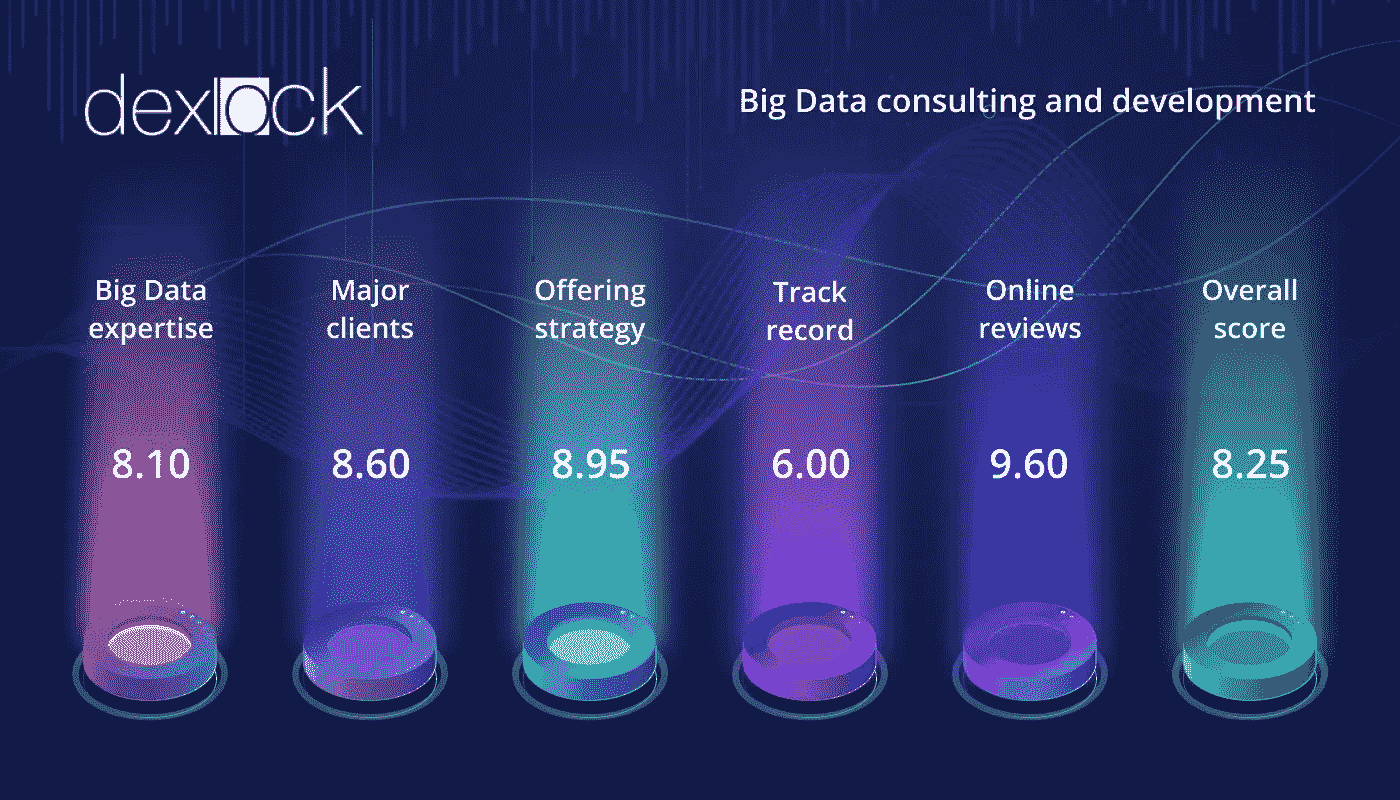 dexlock
Big Data consulting and development
Big Data
expertise
Major
clients
Offering
strategy
Track
record
Online
reviews
Overall
score
8.10
8.60
8.95
6.00
9.60
8.25